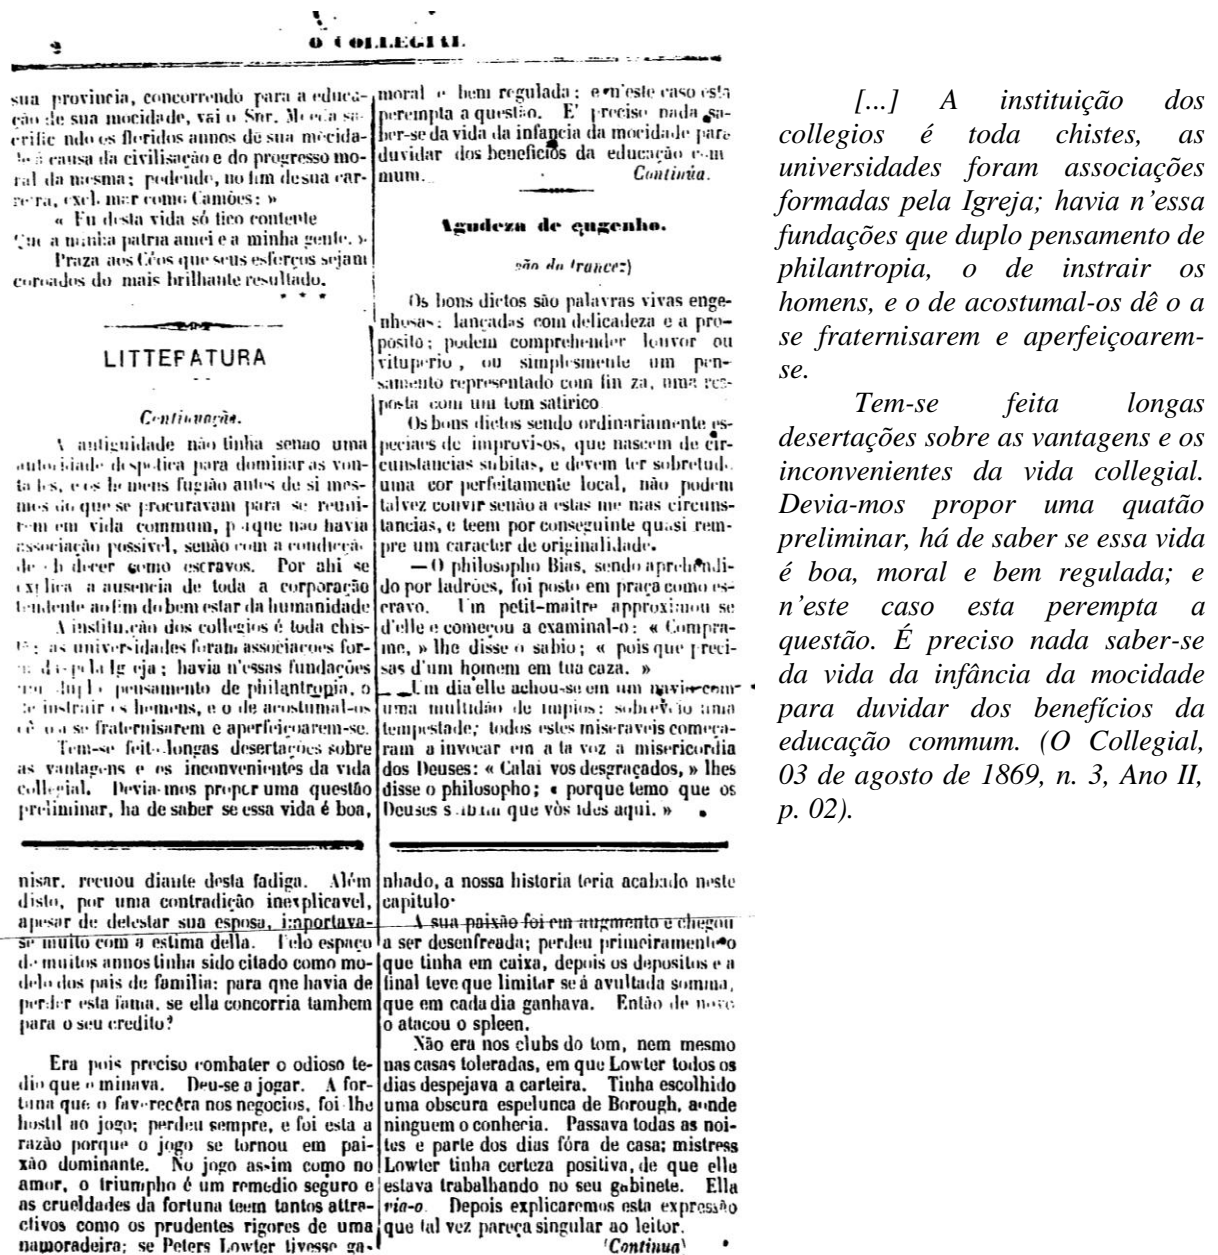 2
O COLLEGIAL
sua provincia, concorrendo para a educa-
ção de sua mocidade, vai o Snr.
os floridos annos de sua mocida-
causa da civilisação e do progresso mo-
ral da mesma; podendo, no fim de sua car-
como Camões: »
« Eu desta vida só fico contente
Que a minha patria amei e a minha gente. »
Praza aos Céos que seus esforços sejam
coroados do mais brilhante resultado.
* * *
LITTERATURA
Continuação.
A antiguidade não tinha senão uma
despotica para dominar as von-
e os homens fugião antes de si mes-
mos do que se procuravam para se reuni-
em vida commum, não havia
associação possivel, senão com a
como escravos. Por ahi se
explica a ausencia de toda a corporação
tendente ao fim do bem estar da humanidade
A instituição dos collegios é toda chis-
as universidades foram associacoes for-
havia n'essas fundações
pensamento de philantropia, o
instrair os homens, e o de acostumal-os
se fraternisarem e aperfeiçoarem-se.
Tem-se longas desertações sobre
as vantagens e os inconvenientes da vida
collegial. Devia-mos propor uma questão
preliminar, ha de saber se essa vida é boa,
moral e bem regulada; e n'este caso está
perempta a questão. E' preciso nada sa-
ber-se da vida da infancia da mocidade para
duvidar dos beneficios da educação com
mum. Continúa.
Agudeza de engenho.
do francez)
Os bons dictos são palavras vivas enge-
nhosas; lançadas com delicadeza e a pro-
posito; podem comprehender louvor ou
vituperio, ou simplesmente um pen-
samento representado com uma res-
posta com um tom satirico
Os bons dictos sendo ordinariamente es-
peciaes de improvisos, que nascem de cir-
cunstancias subitas, e devem ter sobretudo
uma cor perfeitamente local, não podem
talvez convir senão a estas mas circuns-
tancias, e teem por conseguinte quasi rem-
pre um caracter de originalidade.
— O philosopho Bias, sendo aprehendi-
do por ladrões, foi posto em praça como es-
cravo. Um petit-maitre approximou se
d'elle e começou a examinal-o: « Compra-
me, » lhe disse o sabio; « pois que preci-
sas d'um homem em tua caza. »
Um dia elle achou-se em um navio com
uma multidão de impios; uma
tempestade; todos estes miseraveis começa-
ram a invocar em voz a misericordia
dos Deuses: « Calai vos desgraçados, » lhes
disse o philosopho; « porque temo que os
Deuses que vòs ides aqui. »
nisar. recuou diante desta fadiga. Além
disto, por uma contradição inexplicavel,
apesar de detestar sua esposa, importava-
se muito com a estima della. Pelo espaço
de muitos annos tinha sido citado como mo-
delo dos pais de familia: para que havia de
perder esta fama, se ella concorria tambem
para o seu credito?
Era pois preciso combater o odioso te-
dio que o minava. Deu-se a jogar. A for-
tuna que o favorecêra nos negocios, foi lhe
hostil ao jogo; perdeu sempre, e foi esta a
razão porque o jogo se tornou em pai-
xão dominante. No jogo assim como no
amor, o triumpho é um remedio seguro e
as crueldades da fortuna teem tantos attra-
ctivos como os prudentes rigores de uma
namoradeira; se Peters Lowter tivesse ga-
nhado, a nossa historia teria acabado neste
capitulo
A sua paixão foi em augmento e chegou
a ser desenfreada; perdeu primeiramente o
que tinha em caixa, depois os depositos e a
final teve que limitar se á avultada somma,
que em cada dia ganhava. Então de novo
o atacou o spleen.
Não era nos clubs do tom, nem mesmo
nas casas toleradas, em que Lowter todos os
dias despejava a carteira. Tinha escolhido
uma obscura espelunca de Borough, aonde
ninguem o conhecia. Passava todas as noi-
tes e parte dos dias fóra de casa; mistress
Lowter tinha certeza positiva, de que elle
estava trabalhando no seu gabinete. Ella
via-o. Depois explicaremos esta expressão
que tal vez pareça singular ao leitor.
(Continua)
[...] A instituição dos
collegios é toda chistes, as
universidades foram associações
formadas pela Igreja; havia n'essa
fundações que duplo pensamento de
philantropia, o de instrair os
homens, e o de acostumal-os dê o a
se fraternisarem e aperfeiçoarem-
se.
Tem-se feita longas
desertações sobre as vantagens e os
inconvenientes da vida collegial.
Devia-mos propor uma quatão
preliminar, há de saber se essa vida
é boa, moral e bem regulada; e
n'este caso esta perempta a
questão. É preciso nada saber-se
da vida da infância da mocidade
para duvidar dos benefícios da
educação commum. (O Collegial,
03 de agosto de 1869, n. 3, Ano II,
p. 02).